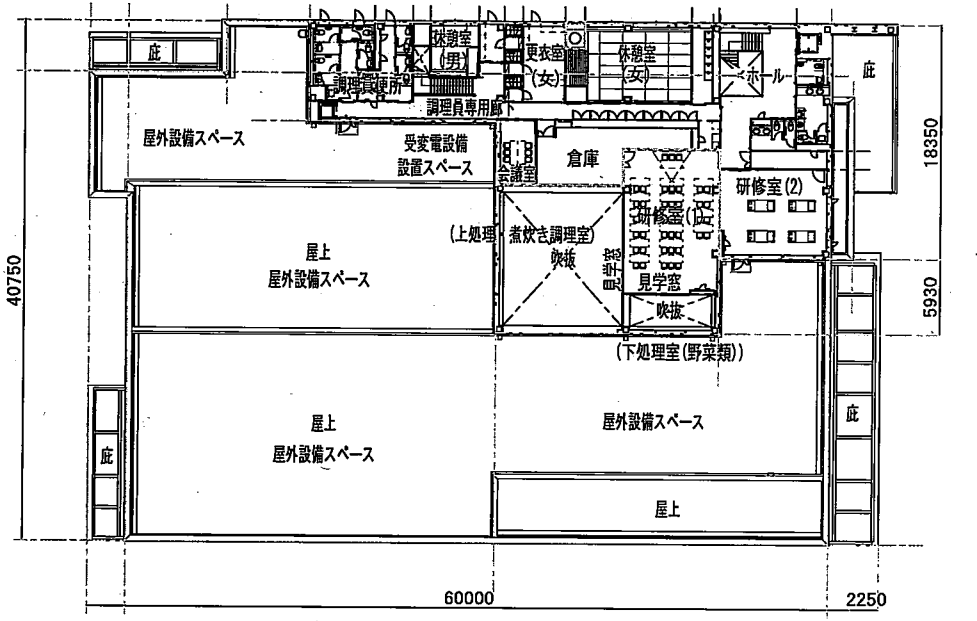 庇
休憩室
(男)
更衣室
(女)
休憩室
(女)
ホール
庇
調理員便所
調理員専用廊下
屋外設備スペース
受変電設備
設置スペース
会議室
倉庫
研修室(1)
研修室(2)
18350
(上処理・煮炊き調理室)
吹抜
見学窓
見学窓
吹抜
屋上
屋外設備スペース
40750
5930
(下処理室(野菜類))
屋上
屋外設備スペース
屋外設備スペース
庇
庇
屋上
60000
2250